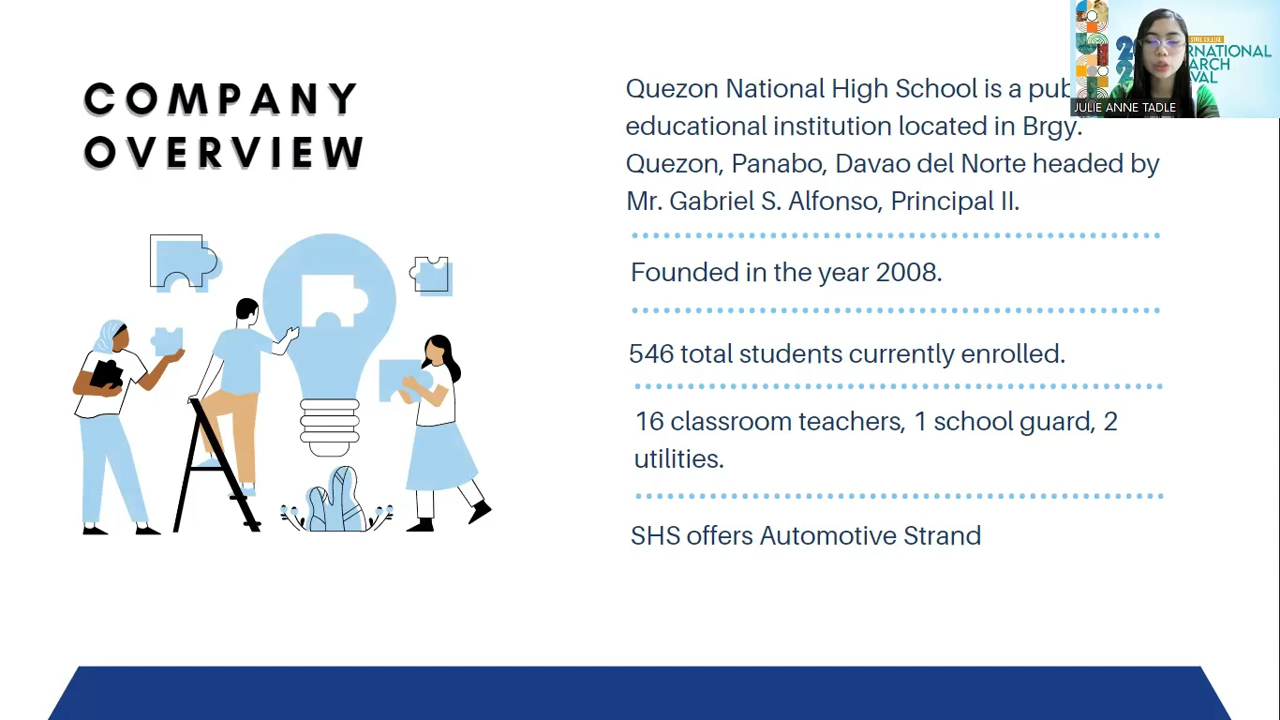 COMPANY
OVERVIEW
Quezon National High School is a
educational institution located in Brgy.
Quezon, Panabo, Davao del Norte headed by
Mr. Gabriel S. Alfonso, Principal II.
Founded in the year 2008.
546 total students currently enrolled.
16 classroom teachers, 1 school guard, 2
utilities.
SHS offers Automotive Strand
JULIE ANNE TADLE